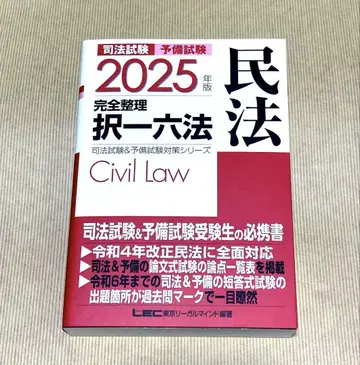 司法試験 予備試験
2025年版
民法
完全整理
択一六法
司法試験&予備試験対策シリーズ
Civil Law
司法試験&予備試験受験生の必携書
▶令和4年改正民法に全面対応
▶司法&予備の論文式試験の論点一覧表を掲載
▶令和6年までの司法&予備の短答式試験の
出題箇所が過去問マークで一目瞭然
LEC東京リーガルマインド編著